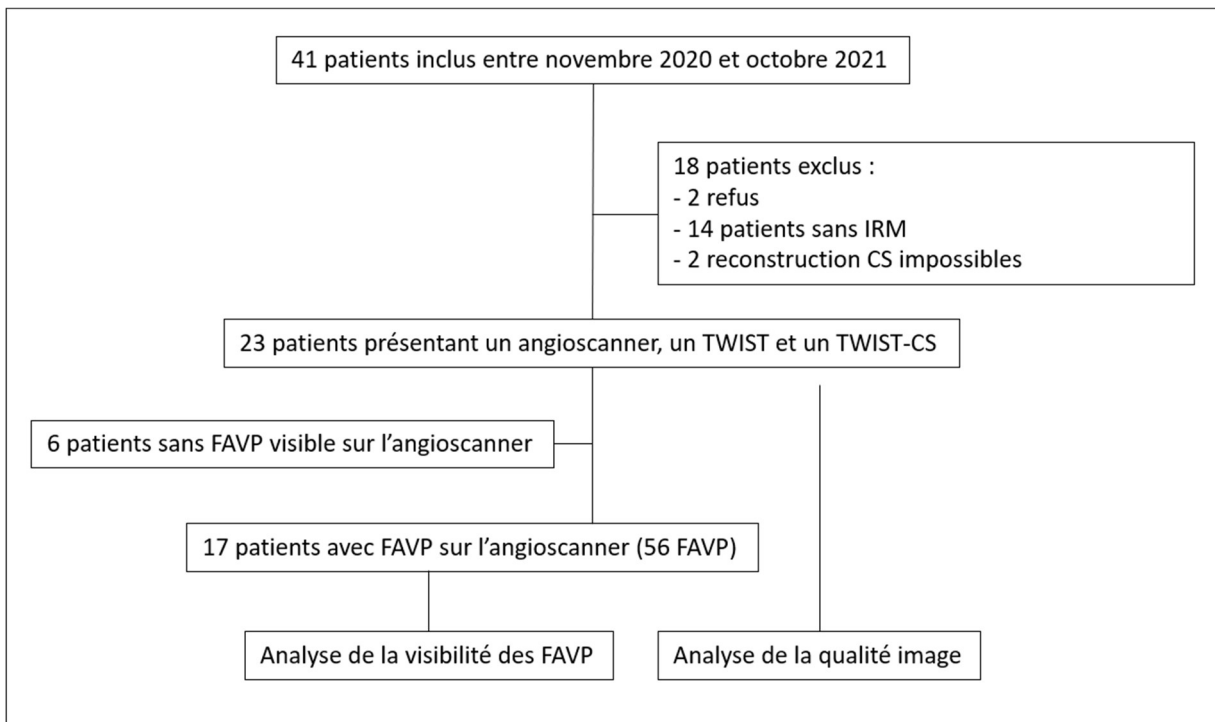 41 patients inclus entre novembre 2020 et octobre 2021
18 patients exclus :
- 2 refus
- 14 patients sans IRM
- 2 reconstruction CS impossibles
23 patients présentant un angioscanner, un TWIST et un TWIST-CS
6 patients sans FAVP visible sur l’angioscanner
17 patients avec FAVP sur l’angioscanner (56 FAVP)
Analyse de la visibilité des FAVP
Analyse de la qualité image